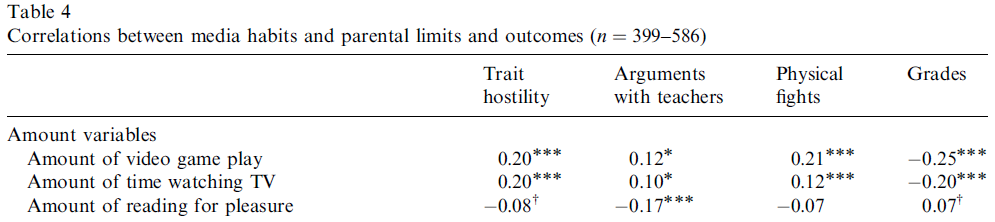 Table 4
Correlations between media habits and parental limits and outcomes (n = 399–586)
Trait hostility Arguments with teachers Physical fights Grades
Amount variables
Amount of video game play 0.20*** 0.12* 0.21*** −0.25***
Amount of time watching TV 0.20*** 0.10* 0.12*** −0.20***
Amount of reading for pleasure −0.08† −0.17*** −0.07 0.07†